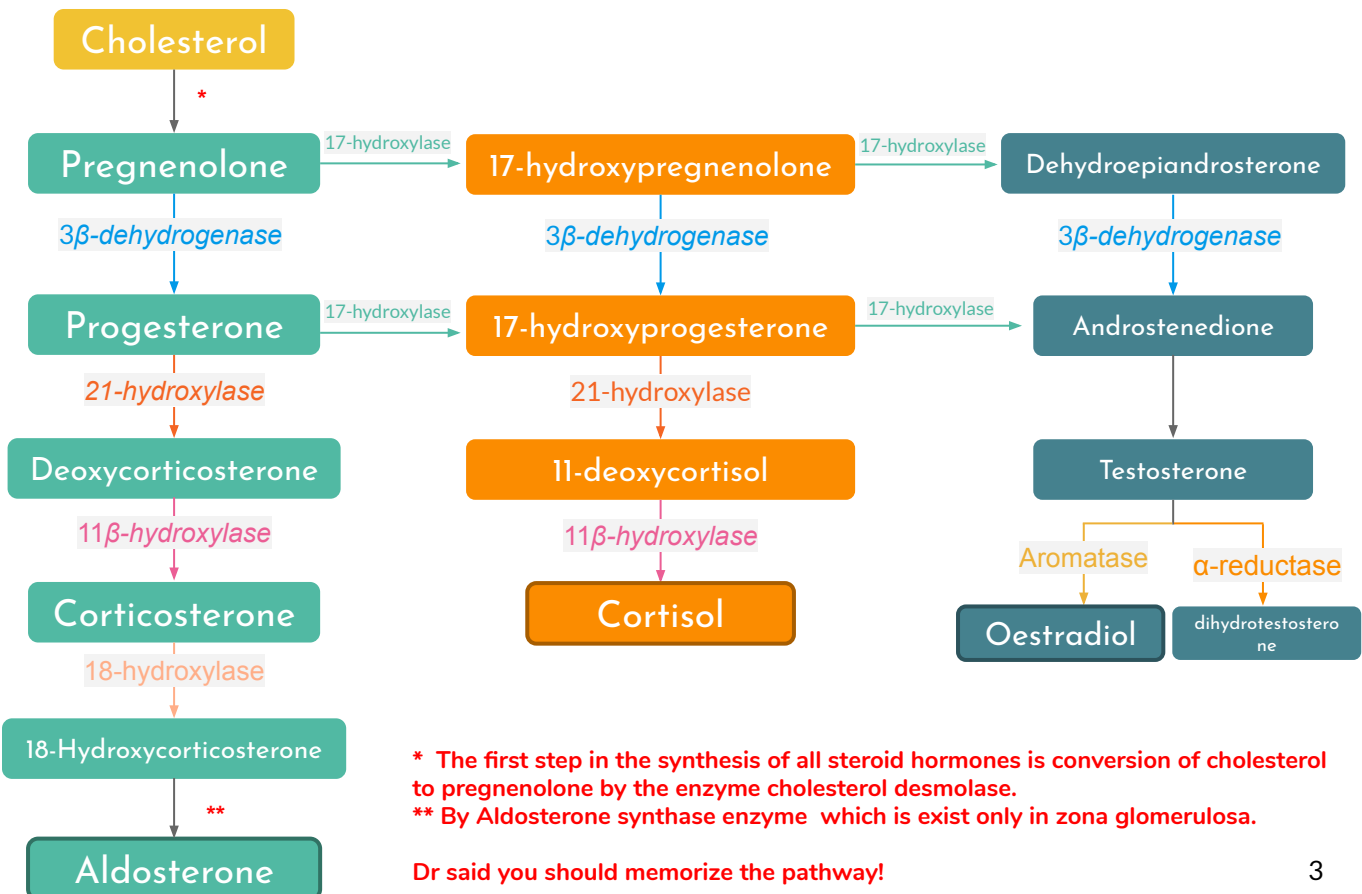 Cholesterol
*
Pregnenolone
17-hydroxylase
17-hydroxypregnenolone
17-hydroxylase
Dehydroepiandrosterone
3β-dehydrogenase
3β-dehydrogenase
3β-dehydrogenase
Progesterone
17-hydroxylase
17-hydroxyprogesterone
17-hydroxylase
Androstenedione
21-hydroxylase
21-hydroxylase
Deoxycorticosterone
11-deoxycortisol
Testosterone
11β-hydroxylase
11β-hydroxylase
Aromatase
α-reductase
Corticosterone
Cortisol
Oestradiol
dihydrotestostero
ne
18-hydroxylase
18-Hydroxycorticosterone
* The first step in the synthesis of all steroid hormones is conversion of cholesterol
to pregnenolone by the enzyme cholesterol desmolase.
** By Aldosterone synthase enzyme which is exist only in zona glomerulosa.
**
Aldosterone
Dr said you should memorize the pathway!
3